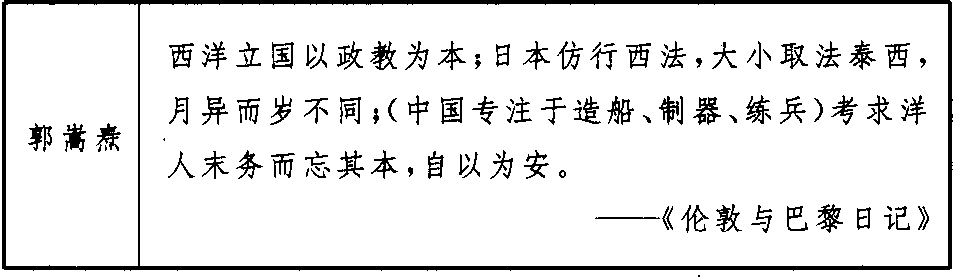 郭嵩焘
西洋立国以政教为本；日本仿行西法，大小取法泰西，
月异而岁不同；（中国专注于造船、制器、练兵）考求洋
人末务而忘其本，自以为安。
——《伦敦与巴黎日记》